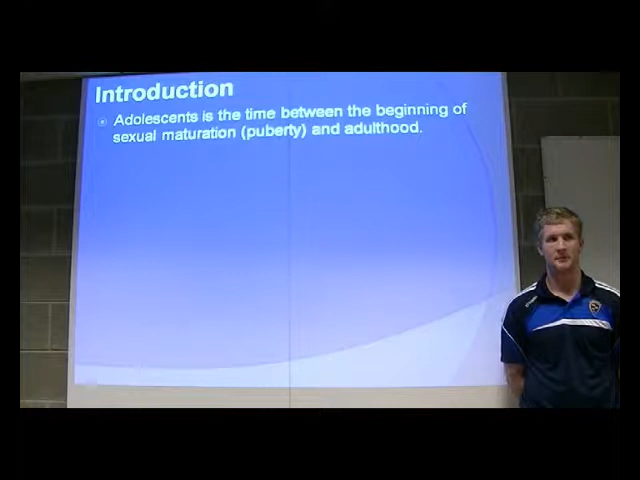 Introduction
Adolescents is the time between the beginning of
sexual maturation (puberty) and adulthood.